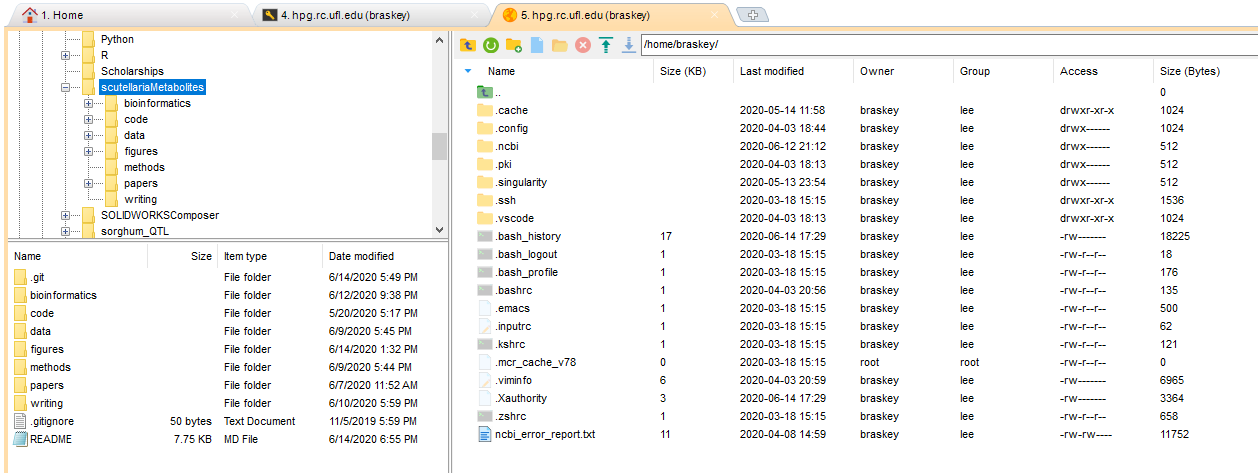 1. Home
4. hpg.rc.ufl.edu (braskey)
5. hpg.rc.ufl.edu (braskey)
Python
R
Scholarships
scutellariaMetabolites
bioinformatics
code
data
figures
methods
papers
writing
SOLIDWORKSComposer
sorghum_QTL
Name Size Item type Date modified
.git File folder 6/14/2020 5:49 PM
bioinformatics File folder 6/12/2020 9:38 PM
code File folder 5/20/2020 5:17 PM
data File folder 6/9/2020 5:45 PM
figures File folder 6/14/2020 1:32 PM
methods File folder 6/9/2020 5:44 PM
papers File folder 6/7/2020 11:52 AM
writing File folder 6/10/2020 5:59 PM
.gitignore 50 bytes Text Document 11/5/2019 5:59 PM
README 7.75 KB MD File 6/14/2020 6:55 PM
/home/braskey/
Name Size (KB) Last modified Owner Group Access Size (Bytes)
.. 0
.cache 2020-05-14 11:58 braskey lee drwxr-xr-x 1024
.config 2020-04-03 18:44 braskey lee drwx------ 1024
.ncbi 2020-06-12 21:12 braskey lee drwx------ 512
.pki 2020-04-03 18:13 braskey lee drwx------ 512
.singularity 2020-05-13 23:54 braskey lee drwx------ 512
.ssh 2020-03-18 15:15 braskey lee drwxr-xr-x 1536
.vscode 2020-04-03 18:13 braskey lee drwxr-xr-x 1024
.bash_history 17 2020-06-14 17:29 braskey lee -rw------- 18225
.bash_logout 1 2020-03-18 15:15 braskey lee -rw-r--r-- 18
.bash_profile 1 2020-03-18 15:15 braskey lee -rw-r--r-- 176
.bashrc 1 2020-04-03 20:56 braskey lee -rw-r--r-- 135
.emacs 1 2020-03-18 15:15 braskey lee -rw-r--r-- 500
.inputrc 1 2020-03-18 15:15 braskey lee -rw-r--r-- 62
.kshrc 1 2020-03-18 15:15 braskey lee -rw-r--r-- 121
.mcr_cache_v78 0 2020-03-18 15:15 root root -rw-r--r-- 0
.viminfo 6 2020-04-03 20:59 braskey lee -rw------- 6965
.Xauthority 3 2020-06-14 17:29 braskey lee -rw------- 3364
.zshrc 1 2020-03-18 15:15 braskey lee -rw-r--r-- 658
ncbi_error_report.txt 11 2020-04-08 14:59 braskey lee -rw-rw---- 11752